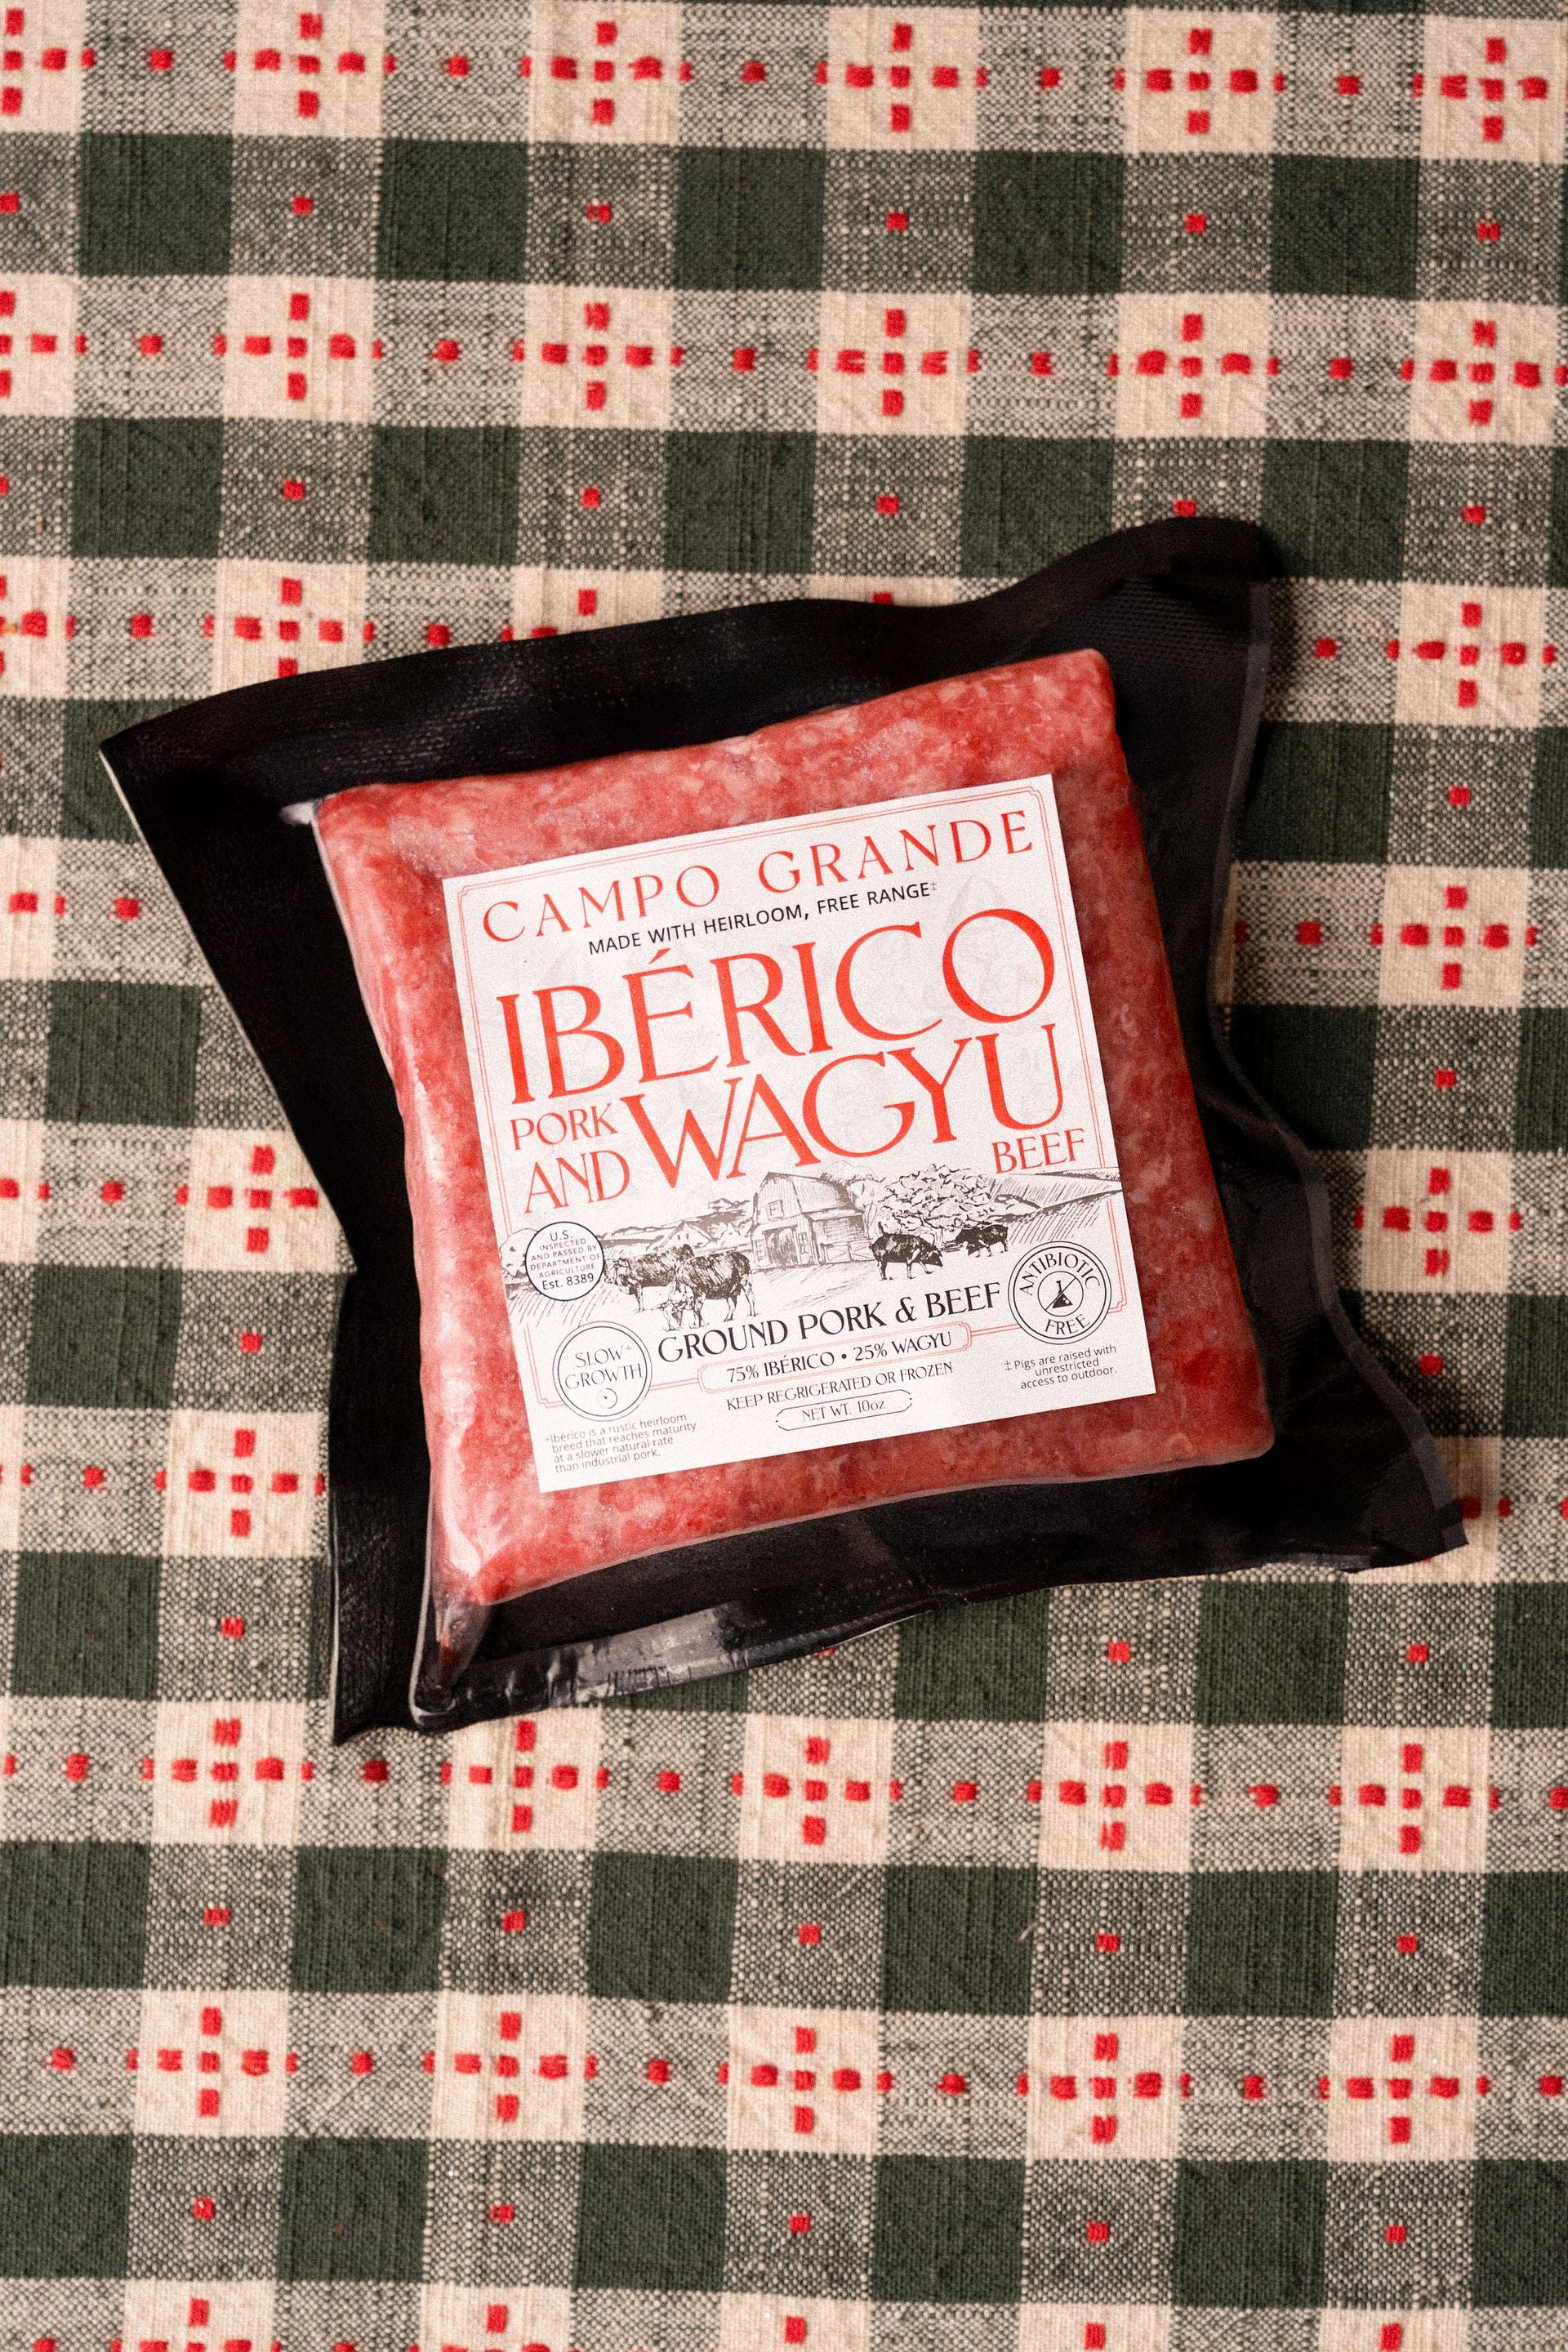 CAMPO GRANDE
MADE WITH HEIRLOOM, FREE RANGE‡
IBÉRICO
PORK
AND
WAGYU
BEEF
U.S.
INSPECTED
AND PASSED BY
DEPARTMENT OF
AGRICULTURE
Est. 8389
ANTIBIOTIC
FREE
GROUND PORK & BEEF
SLOW+
GROWTH
75% IBÉRICO • 25% WAGYU
KEEP REGRIGERATED OR FROZEN
NET WT. 10oz
‡ Pigs are raised with
unrestricted
access to outdoor.
+Ibérico is a rustic heirloom
breed that reaches maturity
at a slower natural rate
than industrial pork.